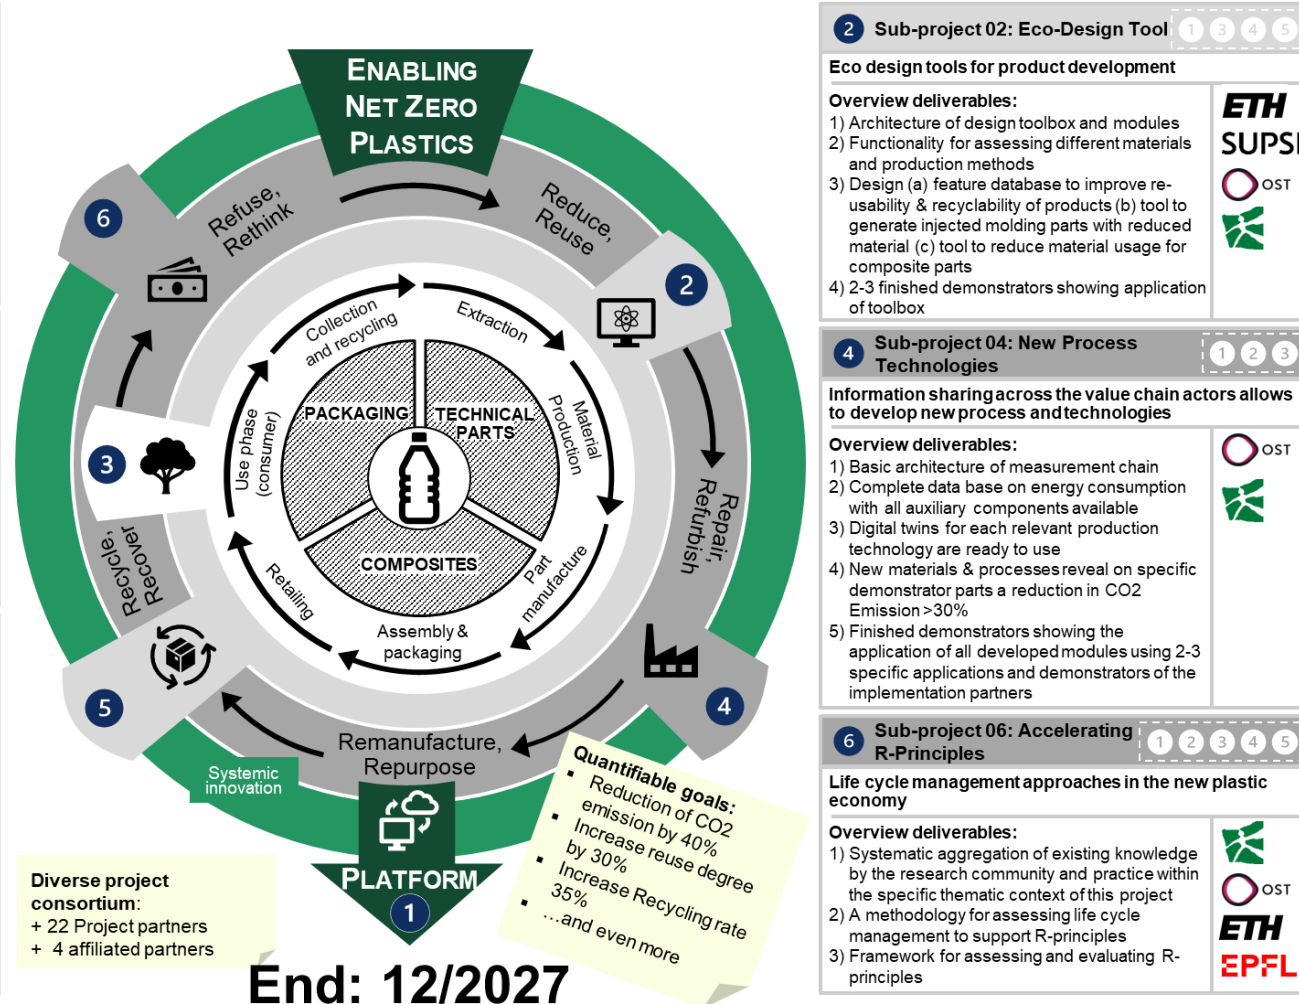 ENABLING
NET ZERO
PLASTICS
Refuse,
Rethink
Reduce,
Reuse
6
2
Collection
and recycling
Extraction
PACKAGING
TECHNICAL
PARTS
Material
Production
Use phase
(consumer)
3
Repair,
Refurbish
Recycle,
Recover
COMPOSITES
Part
manufacture
Retailing
Assembly &
packaging
5
4
Remanufacture,
Repurpose
Systemic
innovation
PLATFORM
1
Quantifiable goals:
▪ Reduction of CO2
emission by 40%
▪ Increase reuse degree
by 30%
▪ Increase Recycling rate
35%
▪ …and even more
Diverse project
consortium:
+ 22 Project partners
+ 4 affiliated partners
End: 12/2027
2 Sub-project 02: Eco-Design Tool 1 3 4 5
Eco design tools for product development
Overview deliverables:
1) Architecture of design toolbox and modules
2) Functionality for assessing different materials
and production methods
3) Design (a) feature database to improve re-
usability & recyclability of products (b) tool to
generate injected molding parts with reduced
material (c) tool to reduce material usage for
composite parts
4) 2-3 finished demonstrators showing application
of toolbox
ETH
SUPSI
OST
4 Sub-project 04: New Process
Technologies
1 2 3
Information sharing across the value chain actors allows
to develop new process and technologies
Overview deliverables:
1) Basic architecture of measurement chain
2) Complete data base on energy consumption
with all auxiliary components available
3) Digital twins for each relevant production
technology are ready to use
4) New materials & processes reveal on specific
demonstrator parts a reduction in CO2
Emission >30%
5) Finished demonstrators showing the
application of all developed modules using 2-3
specific applications and demonstrators of the
implementation partners
OST
6 Sub-project 06: Accelerating
R-Principles
1 2 3 4 5
Life cycle management approaches in the new plastic
economy
Overview deliverables:
1) Systematic aggregation of existing knowledge
by the research community and practice within
the specific thematic context of this project
2) A methodology for assessing life cycle
management to support R-principles
3) Framework for assessing and evaluating R-
principles
OST
ETH
EPFL